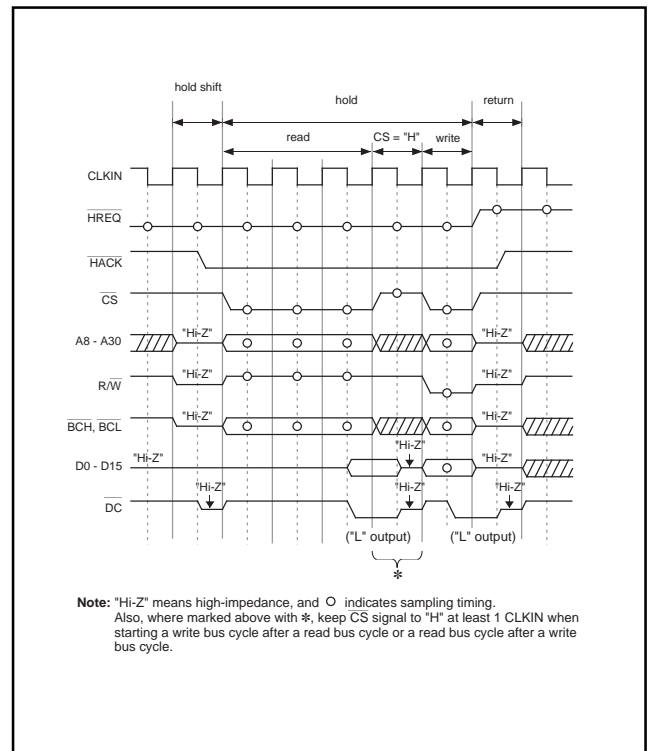 hold shift
hold
return
read
CS = "H"
write
CLKIN
HREQ
HACK
CS
A8 - A30
"Hi-Z"
"Hi-Z"
R/W
"Hi-Z"
"Hi-Z"
BCH, BCL
"Hi-Z"
"Hi-Z"
D0 - D15
"Hi-Z"
"Hi-Z"
"Hi-Z"
DC
"Hi-Z"
"Hi-Z"
"Hi-Z"
("L" output)
("L" output)
*
Note: "Hi-Z" means high-impedance, and ○ indicates sampling timing.
Also, where marked above with *, keep CS signal to "H" at least 1 CLKIN when
starting a write bus cycle after a read bus cycle or a read bus cycle after a write
bus cycle.